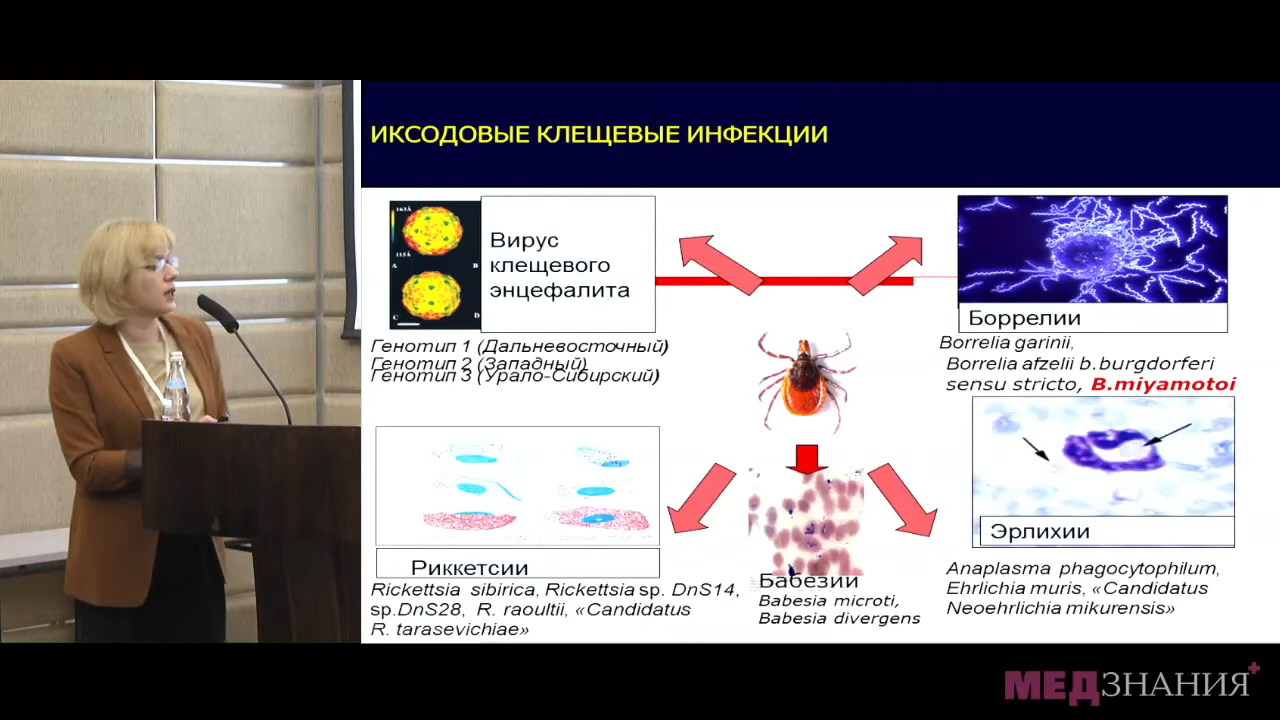 ИКСОДОВЫЕ КЛЕЩЕВЫЕ ИНФЕКЦИИ
Вирус
клещевого
энцефалита
A
B
C
D
Генотип 1 (Дальневосточный)
Генотип 2 (Западный)
Генотип 3 (Урало-Сибирский)
Боррелии
Borrelia garinii,
Borrelia afzelii b.burgdorferi
sensu stricto, B.miyamotoi
Риккетсии
Rickettsia sibirica, Rickettsia sp. DnS14,
sp.DnS28, R. raoultii, «Candidatus
R. tarasevichiae»
Бабезии
Babesia microti,
Babesia divergens
Эрлихии
Anaplasma phagocytophilum,
Ehrlichia muris, «Candidatus
Neoehrlichia mikurensis»
МЕДЗНАНИЯ+